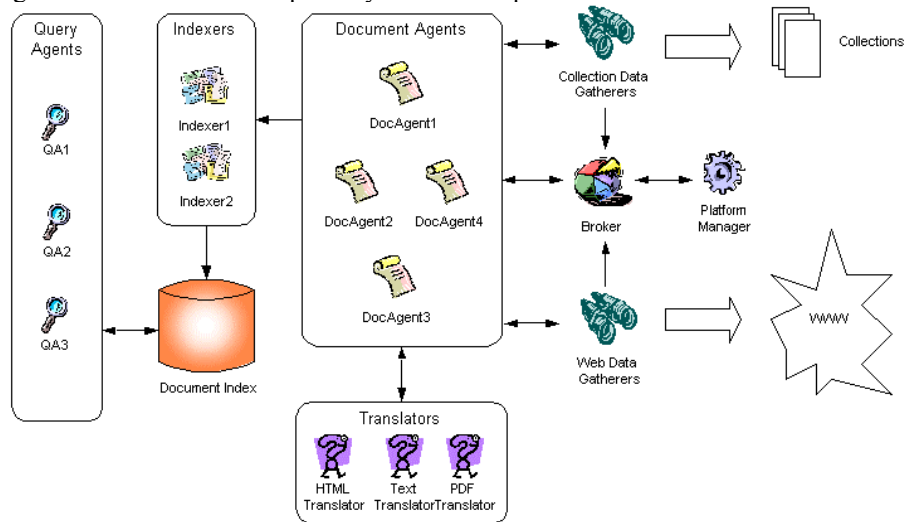 Query
Agents
QA1
QA2
QA3
Indexers
Indexer1
Indexer2
Document Index
Document Agents
DocAgent1
DocAgent2
DocAgent4
DocAgent3
Translators
HTML
Translator
Text
Translator
PDF
Translator
Collection Data
Gatherers
Collections
Broker
Platform
Manager
Web Data
Gatherers
WWW